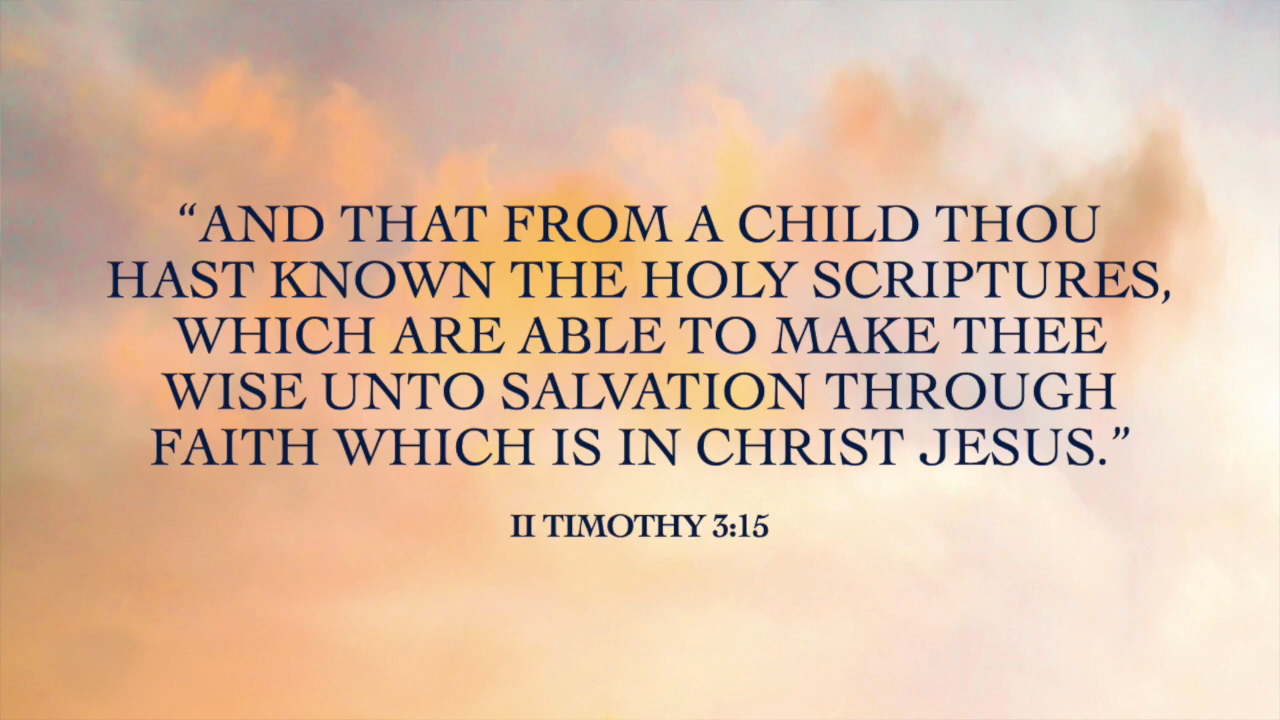 “AND THAT FROM A CHILD THOU
HAST KNOWN THE HOLY SCRIPTURES,
WHICH ARE ABLE TO MAKE THEE
WISE UNTO SALVATION THROUGH
FAITH WHICH IS IN CHRIST JESUS.”
II TIMOTHY 3:15